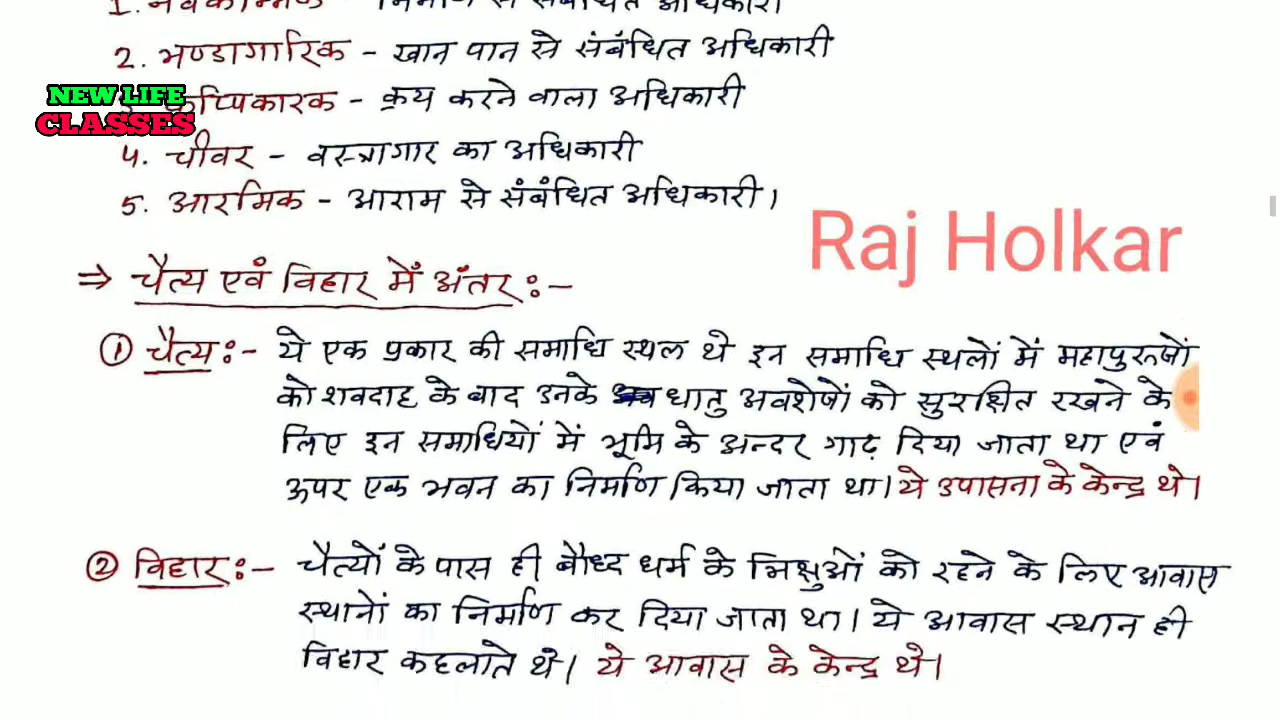 2. भण्डागारिक - खान पान से संबंधित अधिकारी
NEW LIFE
CLASSES
कप्पिकारक - क्रय करने वाला अधिकारी
4. चीवर - वस्त्रागार का अधिकारी
5. आरमिक - आराम से संबंधित अधिकारी।
Raj Holkar
⇒ चैत्य एवं विहार में अंतर :-
① चैत्य :- ये एक प्रकार की समाधि स्थल थे इन समाधि स्थलों में महापुरूषों
को शवदाह के बाद उनके धातु अवशेषों को सुरक्षित रखने के
लिए इन समाधियों में भूमि के अन्दर गाढ़ दिया जाता था एवं
ऊपर एक भवन का निर्माण किया जाता था। ये उपासना के केन्द्र थे।
② विहार :- चैत्यों के पास ही बौध्द धर्म के भिक्षुओं को रहने के लिए आवास
स्थानों का निर्माण कर दिया जाता था। ये आवास स्थान ही
विहार कहलाते थे। ये आवास के केन्द्र थे।